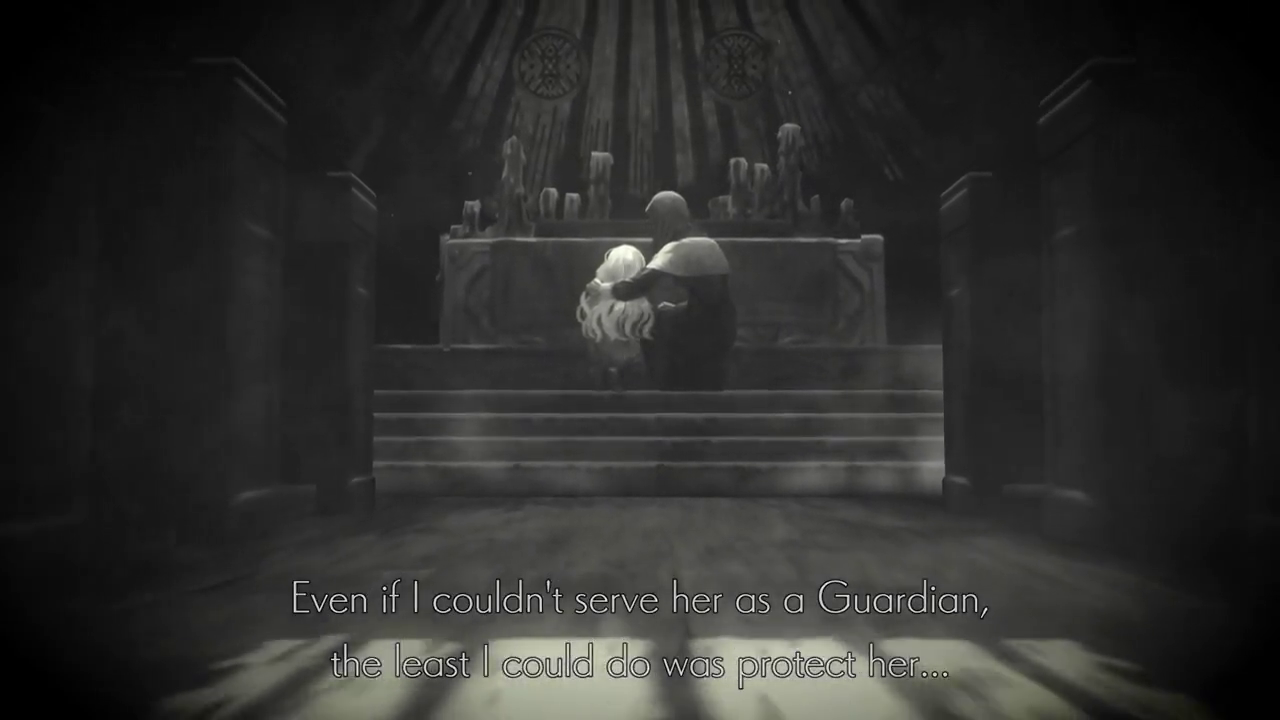 Even if I couldn't serve her as a Guardian,
the least I could do was protect her...